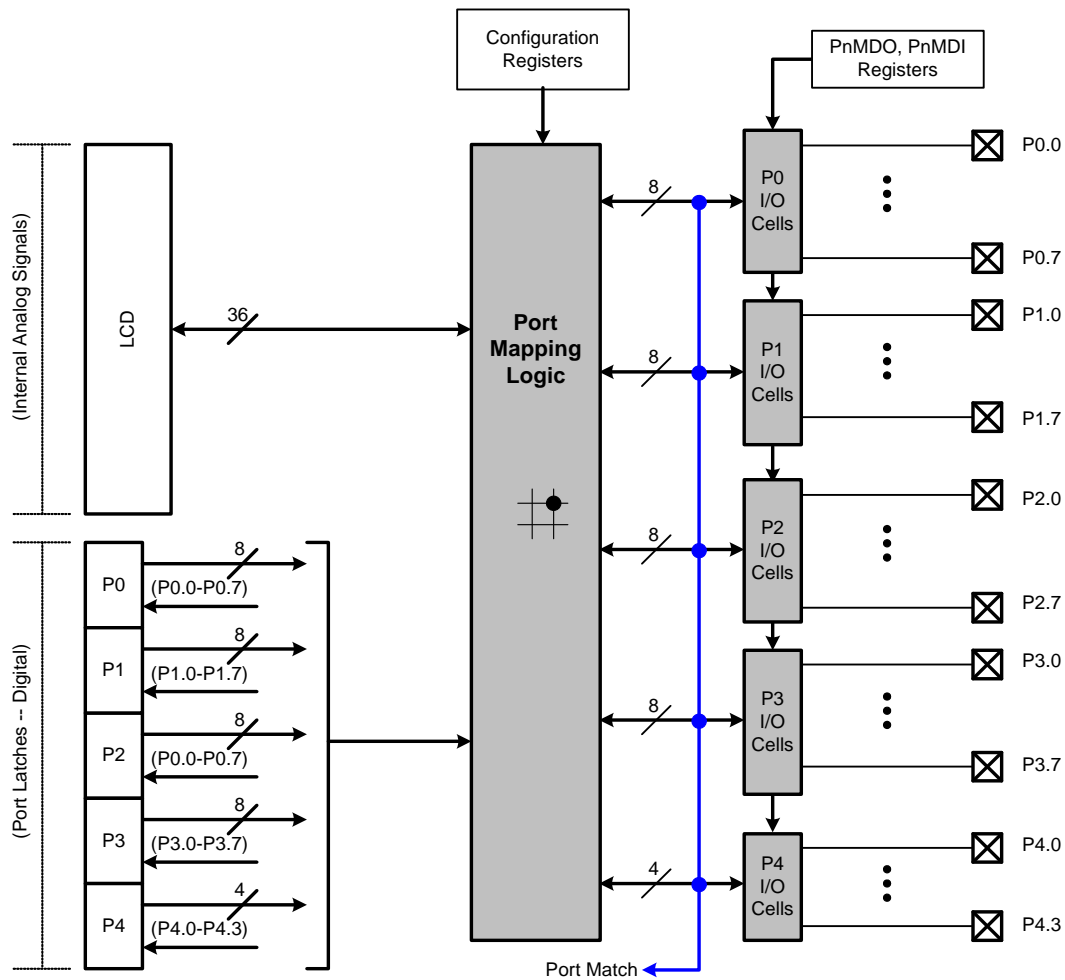 Configuration
Registers
PnMDO, PnMDI
Registers
(Internal Analog Signals)
LCD
36
Port
Mapping
Logic
8
P0
I/O
Cells
P0.0
P0.7
8
P1
I/O
Cells
P1.0
P1.7
8
P2
I/O
Cells
P2.0
P2.7
8
P3
I/O
Cells
P3.0
P3.7
4
P4
I/O
Cells
P4.0
P4.3
(Port Latches -- Digital)
P0
8
(P0.0-P0.7)
P1
8
(P1.0-P1.7)
P2
8
(P0.0-P0.7)
P3
8
(P3.0-P3.7)
P4
4
(P4.0-P4.3)
Port Match